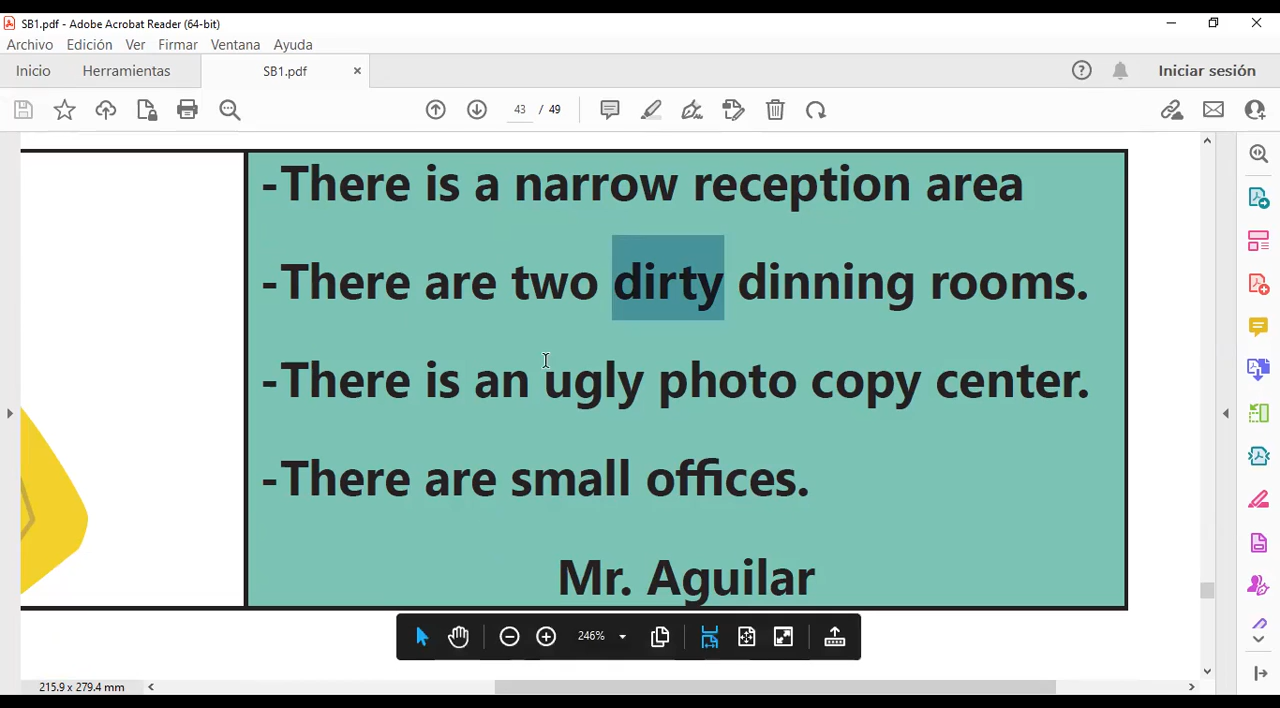 SB1.pdf - Adobe Acrobat Reader (64-bit)
Archivo Edición Ver Firmar Ventana Ayuda
Inicio Herramientas SB1.pdf × Iniciar sesión
43 / 49
-There is a narrow reception area
-There are two dirty dinning rooms.
-There is an ugly photo copy center.
-There are small offices.
Mr. Aguilar
246%
215.9 x 279.4 mm